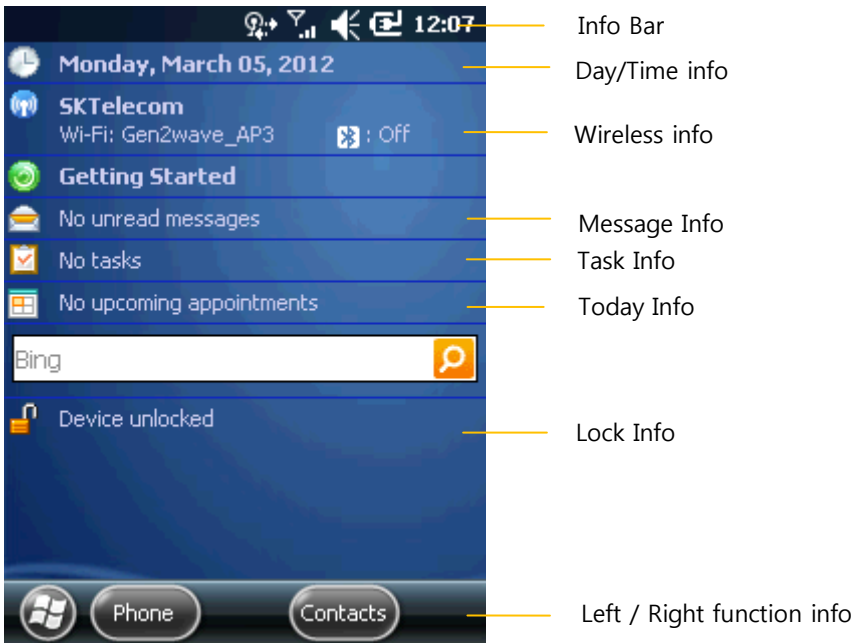 12:07
Info Bar
Monday, March 05, 2012
Day/Time info
SKTelecom
Wi-Fi: Gen2wave_AP3 : Off
Wireless info
Getting Started
No unread messages
Message Info
No tasks
Task Info
No upcoming appointments
Today Info
Bing
Device unlocked
Lock Info
Phone Contacts
Left / Right function info